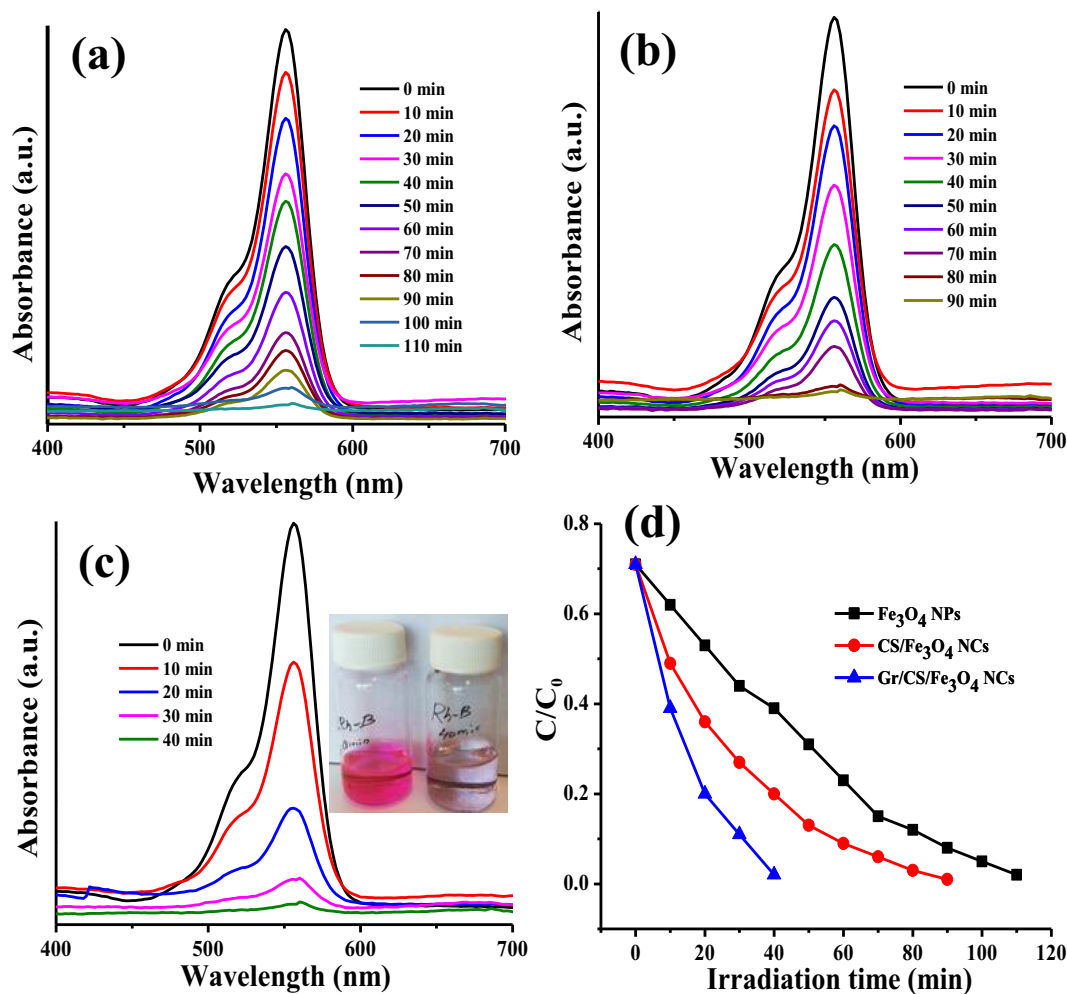 (a)
Absorbance (a.u.)
0 min
10 min
20 min
30 min
40 min
50 min
60 min
70 min
80 min
90 min
100 min
110 min
400 500 600 700
Wavelength (nm)
(b)
Absorbance (a.u.)
0 min
10 min
20 min
30 min
40 min
50 min
60 min
70 min
80 min
90 min
400 500 600 700
Wavelength (nm)
(c)
Absorbance (a.u.)
0 min
10 min
20 min
30 min
40 min
Rh-B
0min
Rh-B
40min
400 500 600 700
Wavelength (nm)
(d)
C/C₀
0.8
0.6
0.4
0.2
0.0
Fe₃O₄ NPs
CS/Fe₃O₄ NCs
Gr/CS/Fe₃O₄ NCs
0 20 40 60 80 100 120
Irradiation time (min)